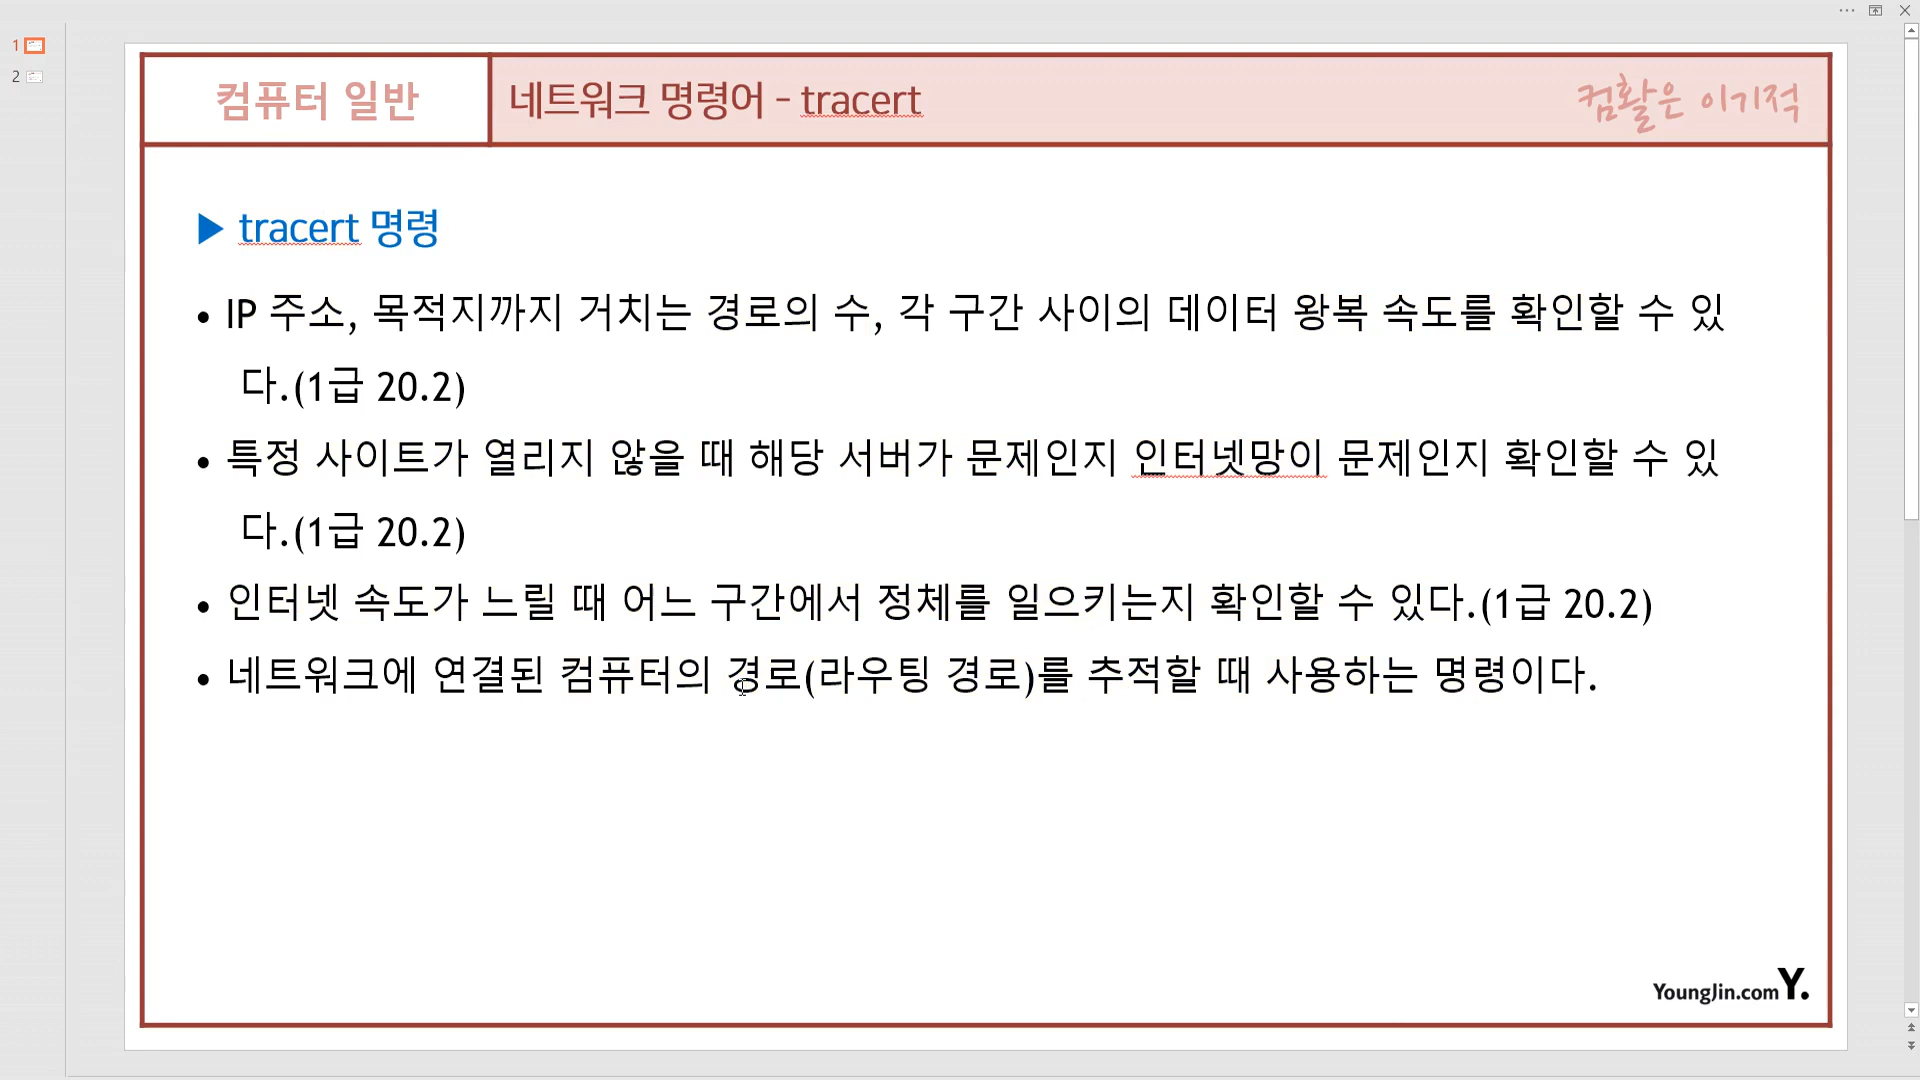 1
2
컴퓨터 일반
네트워크 명령어 - tracert
컴활은 이기적
▶ tracert 명령
• IP 주소, 목적지까지 거치는 경로의 수, 각 구간 사이의 데이터 왕복 속도를 확인할 수 있
다.(1급 20.2)
• 특정 사이트가 열리지 않을 때 해당 서버가 문제인지 인터넷망이 문제인지 확인할 수 있
다.(1급 20.2)
• 인터넷 속도가 느릴 때 어느 구간에서 정체를 일으키는지 확인할 수 있다.(1급 20.2)
• 네트워크에 연결된 컴퓨터의 경로(라우팅 경로)를 추적할 때 사용하는 명령이다.
YoungJin.com Y.